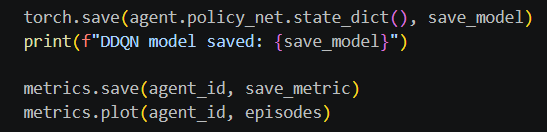 torch.save(agent.policy_net.state_dict(), save_model)
print(f"DDQN model saved: {save_model}")
metrics.save(agent_id, save_metric)
metrics.plot(agent_id, episodes)